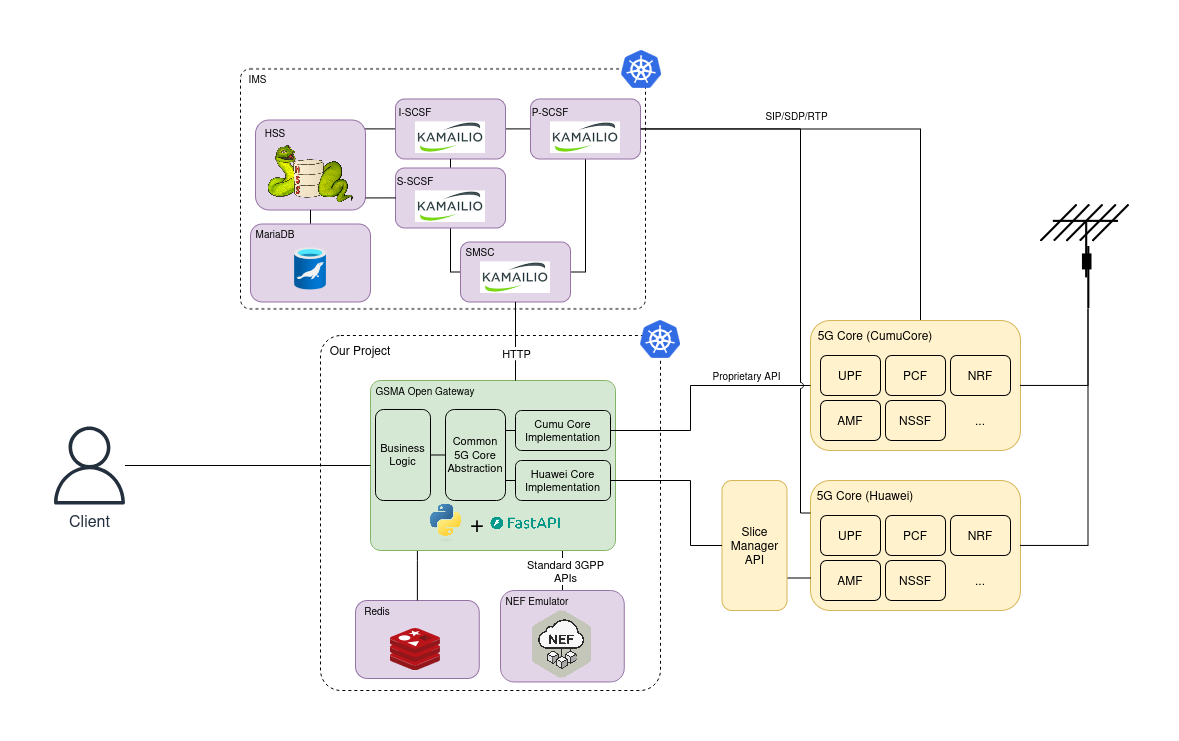 IMS
HSS
I-SCSF
KAMAILIO
P-SCSF
KAMAILIO
SIP/SDP/RTP
S-SCSF
KAMAILIO
MariaDB
SMSC
KAMAILIO
HTTP
Our Project
GSMA Open Gateway
Business
Logic
Common
5G Core
Abstraction
Cumu Core
Implementation
Huawei Core
Implementation
+ FastAPI
Proprietary API
5G Core (CumuCore)
UPF
PCF
NRF
AMF
NSSF
...
Client
Slice
Manager
API
5G Core (Huawei)
UPF
PCF
NRF
AMF
NSSF
...
Standard 3GPP
APIs
Redis
NEF Emulator
NEF